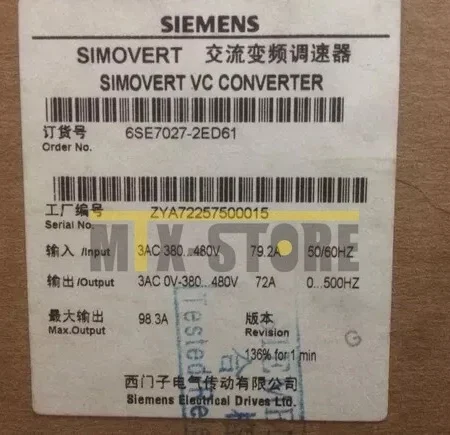 SIEMENS
SIMOVERT 交流变频调速器
SIMOVERT VC CONVERTER
订货号 6SE7027-2ED61
Order No.
工厂编号 ZYA72257500015
Serial No.
MTX-STORE
输入 /Input 3AC 380...480V 79.2A 50/60HZ
输出 /Output 3AC 0V-380...480V 72A 0...500HZ
最大输出 98.3A 版本
Max.Output Revision
136% for 1 min
西门子电气传动有限公司
Siemens Electrical Drives Ltd.
Tested
G